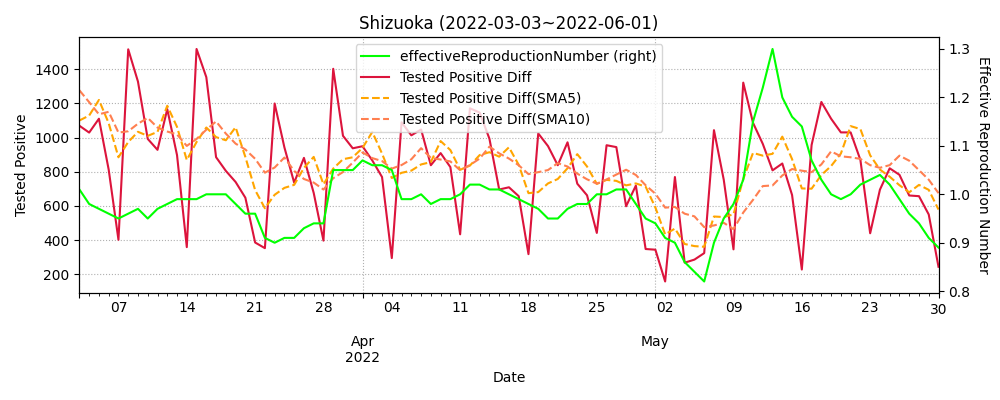 Shizuoka (2022-03-03~2022-06-01)
effectiveReproductionNumber (right)
Tested Positive Diff
Tested Positive Diff(SMA5)
Tested Positive Diff(SMA10)
Tested Positive
1400
1200
1000
800
600
400
200
1.3
1.2
1.1
1.0
0.9
0.8
Effective Reproduction Number
07 14 21 28 04 11 18 25 02 09 16 23 30
Apr May
2022
Date